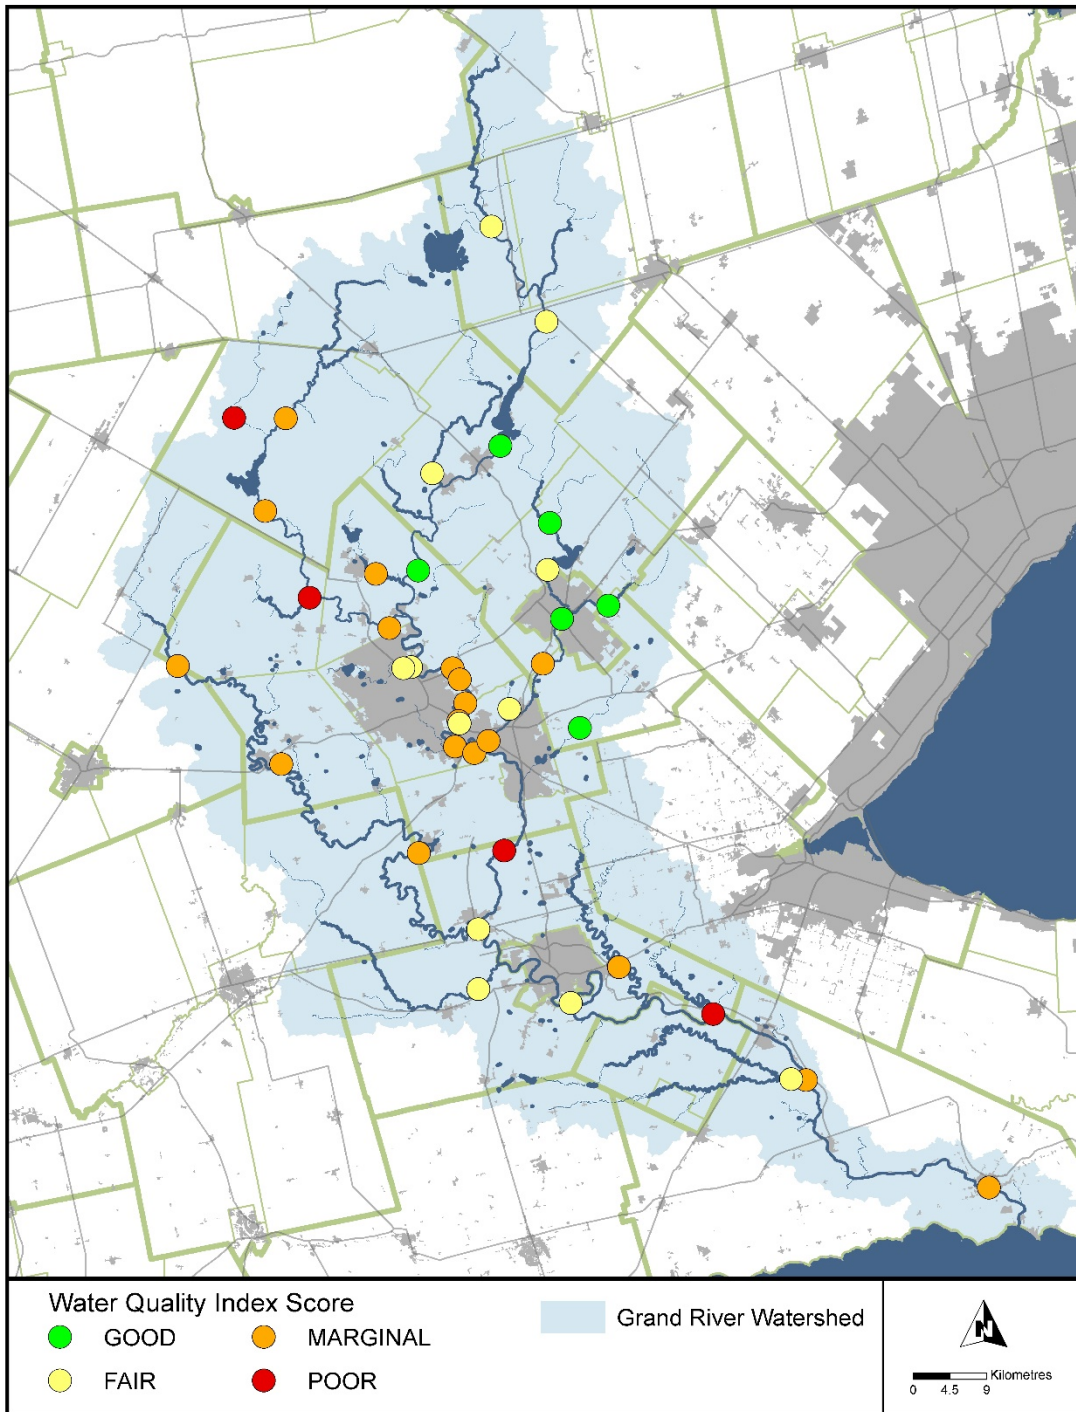 Water Quality Index Score
GOOD
MARGINAL
FAIR
POOR
Grand River Watershed
N
Kilometres
0 4.5 9